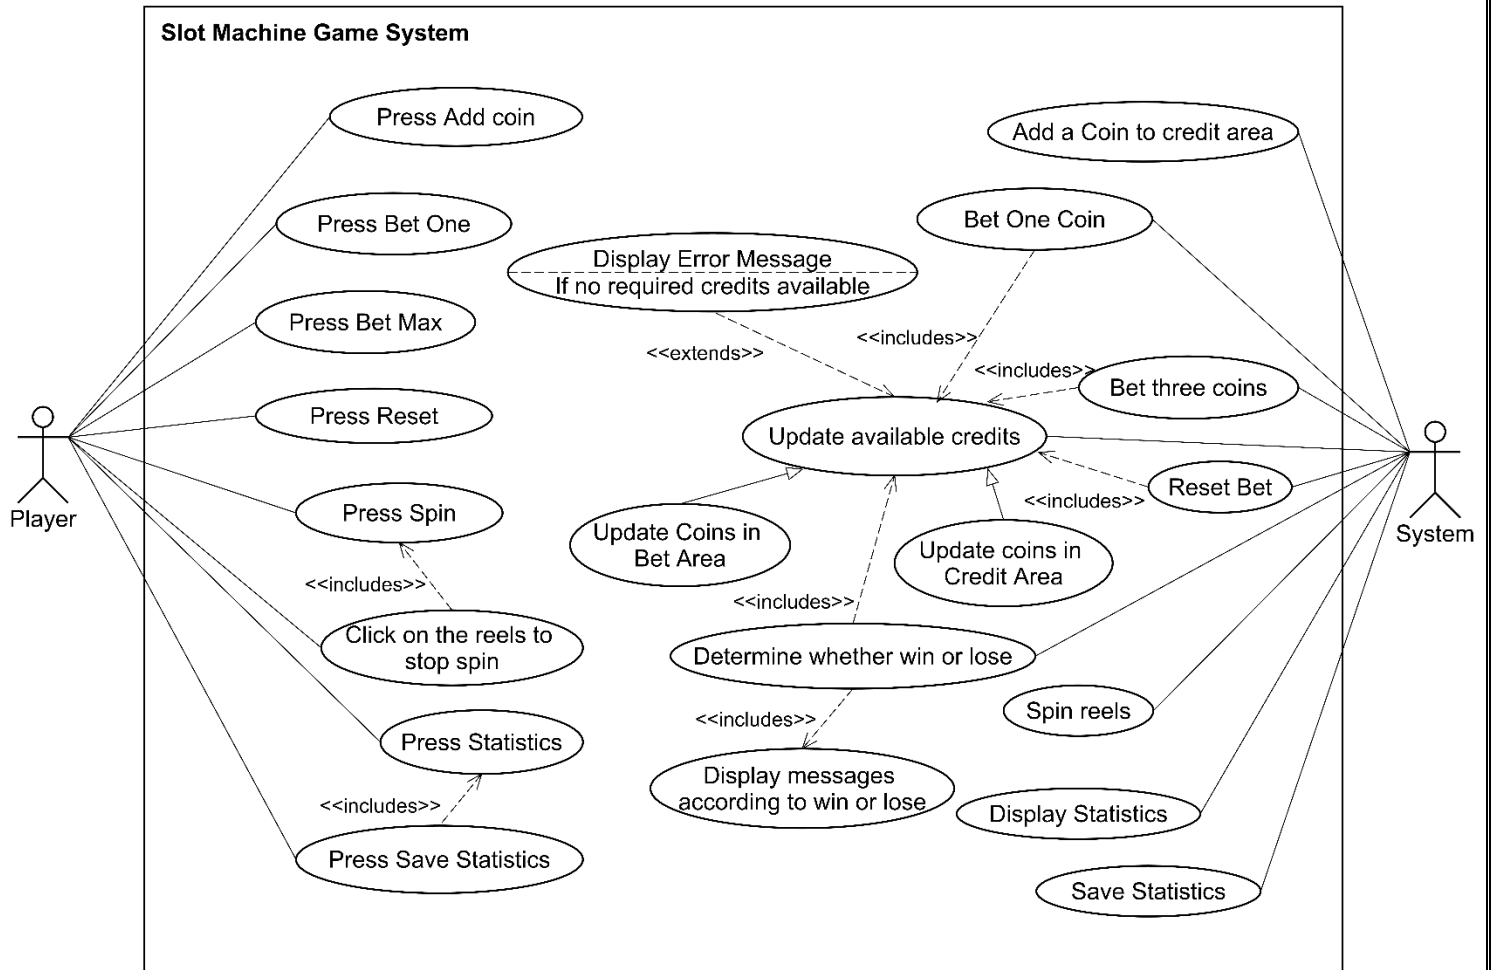 Slot Machine Game System
Press Add coin
Add a Coin to credit area
Press Bet One
Bet One Coin
Display Error Message
If no required credits available
Press Bet Max
<<extends>>
<<includes>>
<<includes>>
Bet three coins
Press Reset
Update available credits
Player
System
Press Spin
Reset Bet
<<includes>>
Update Coins in
Bet Area
Update coins in
Credit Area
<<includes>>
<<includes>>
Click on the reels to
stop spin
Determine whether win or lose
Spin reels
<<includes>>
Press Statistics
Display messages
according to win or lose
<<includes>>
Display Statistics
Press Save Statistics
Save Statistics